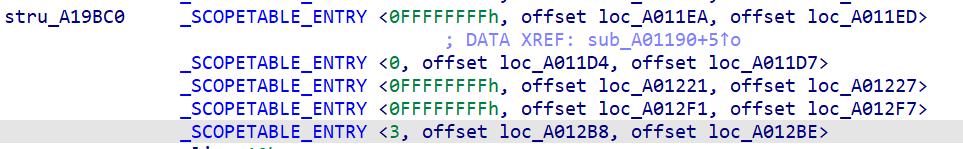 stru_A19BC0 _SCOPETABLE_ENTRY <0FFFFFFFFh, offset loc_A011EA, offset loc_A011ED>
; DATA XREF: sub_A01190+5↑o
_SCOPETABLE_ENTRY <0, offset loc_A011D4, offset loc_A011D7>
_SCOPETABLE_ENTRY <0FFFFFFFFh, offset loc_A01221, offset loc_A01227>
_SCOPETABLE_ENTRY <0FFFFFFFFh, offset loc_A012F1, offset loc_A012F7>
_SCOPETABLE_ENTRY <3, offset loc_A012B8, offset loc_A012BE>